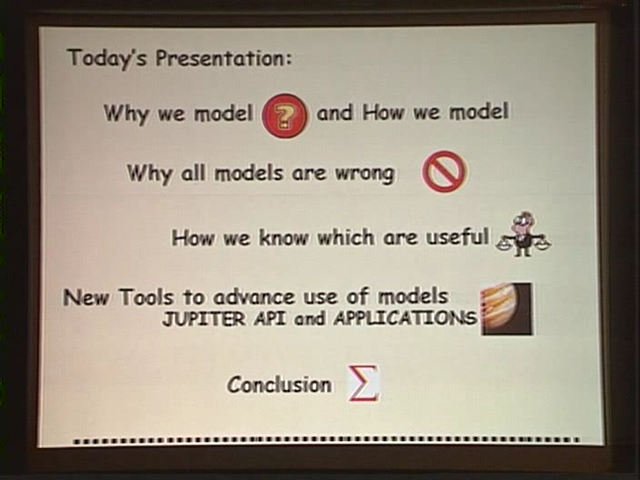 Today's Presentation:
Why we model ? and How we model
Why all models are wrong
How we know which are useful
New Tools to advance use of models
JUPITER API and APPLICATIONS
Conclusion Σ